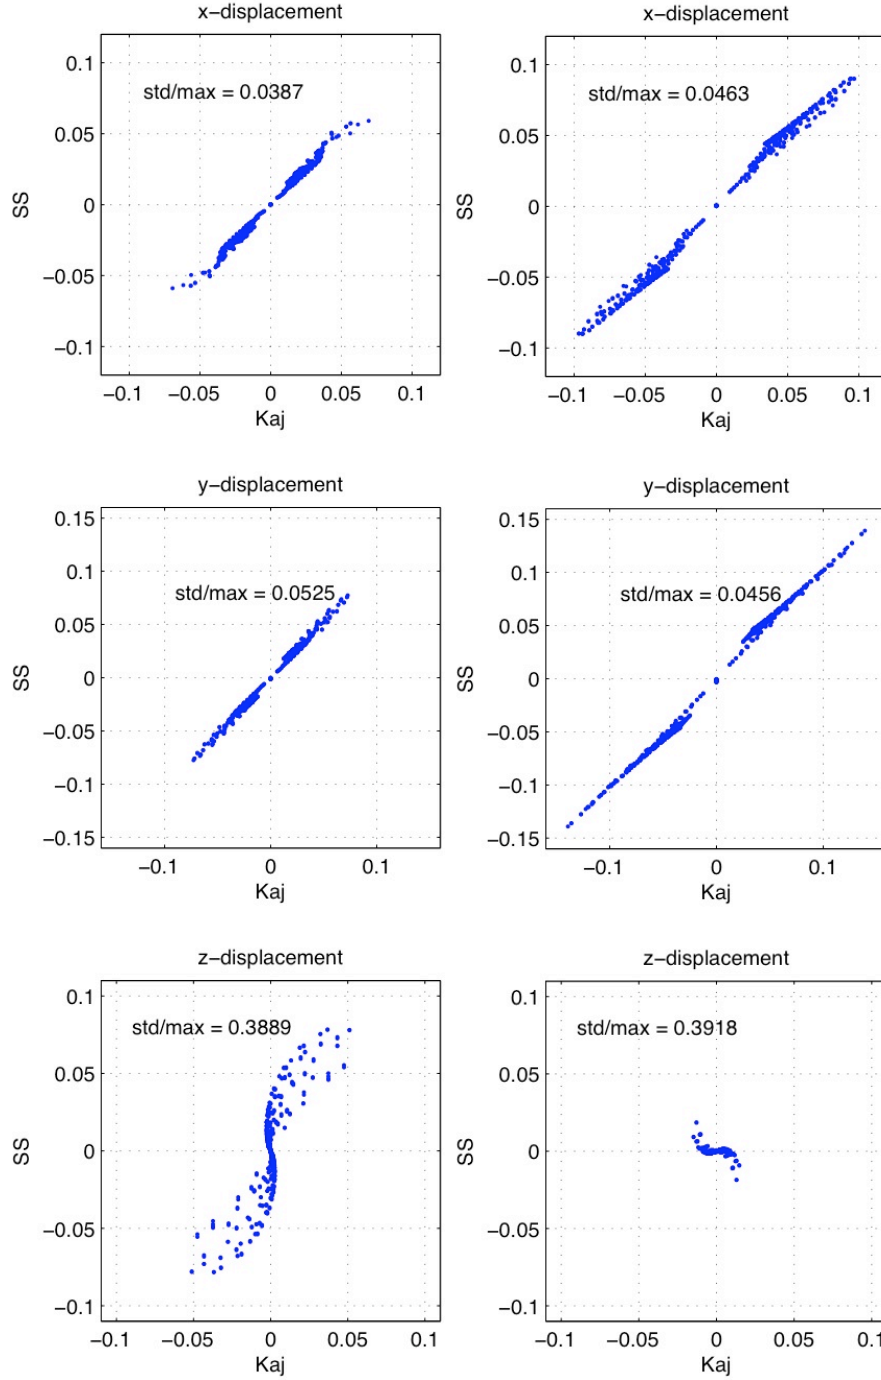 x−displacement
0.1
std/max = 0.0387
0.05
SS
0
−0.05
−0.1
−0.1 −0.05 0 0.05 0.1
Kaj
x−displacement
0.1
std/max = 0.0463
0.05
SS
0
−0.05
−0.1
−0.1 −0.05 0 0.05 0.1
Kaj
y−displacement
0.15
0.1
std/max = 0.0525
0.05
SS
0
−0.05
−0.1
−0.15
−0.1 0 0.1
Kaj
y−displacement
0.15
0.1
std/max = 0.0456
0.05
SS
0
−0.05
−0.1
−0.15
−0.1 0 0.1
Kaj
z−displacement
0.1
std/max = 0.3889
0.05
SS
0
−0.05
−0.1
−0.1 −0.05 0 0.05 0.1
Kaj
z−displacement
0.1
std/max = 0.3918
0.05
SS
0
−0.05
−0.1
−0.1 −0.05 0 0.05 0.1
Kaj